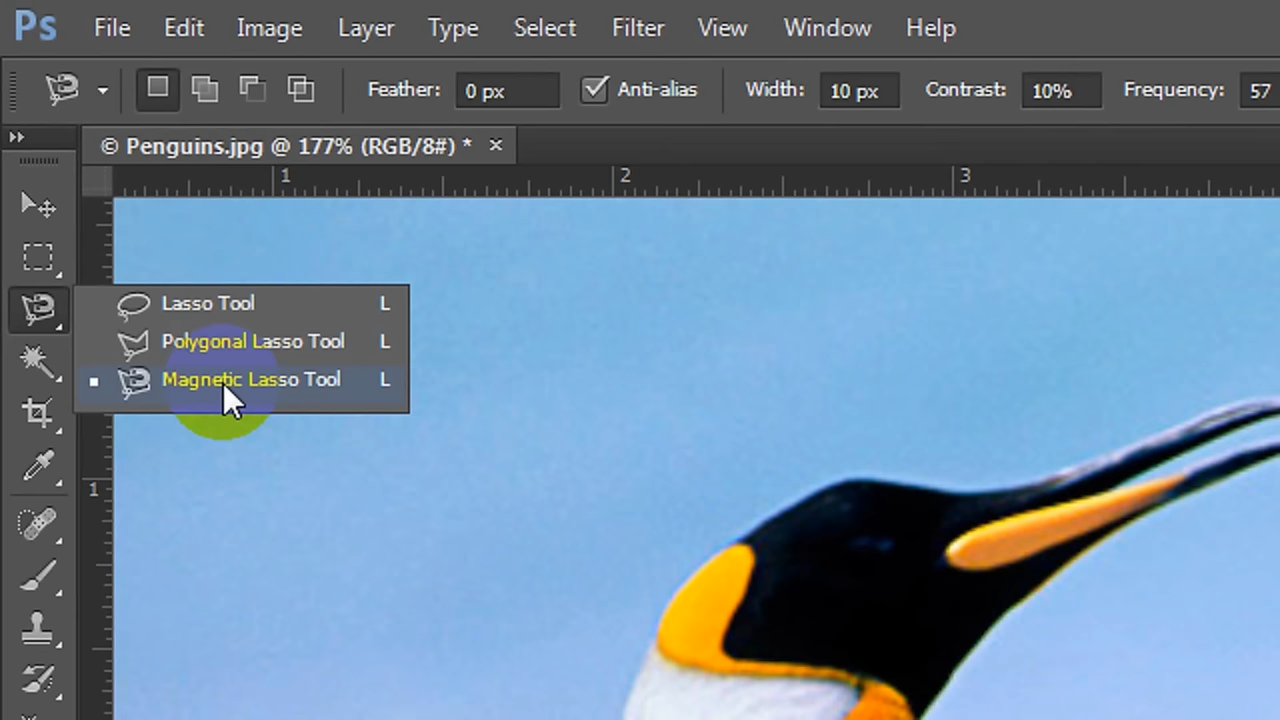 Ps File Edit Image Layer Type Select Filter View Window Help
Feather: 0 px Anti-alias Width: 10 px Contrast: 10% Frequency: 57
© Penguins.jpg @ 177% (RGB/8#) * ×
1 2 3
Lasso Tool L
Polygonal Lasso Tool L
Magnetic Lasso Tool L
1